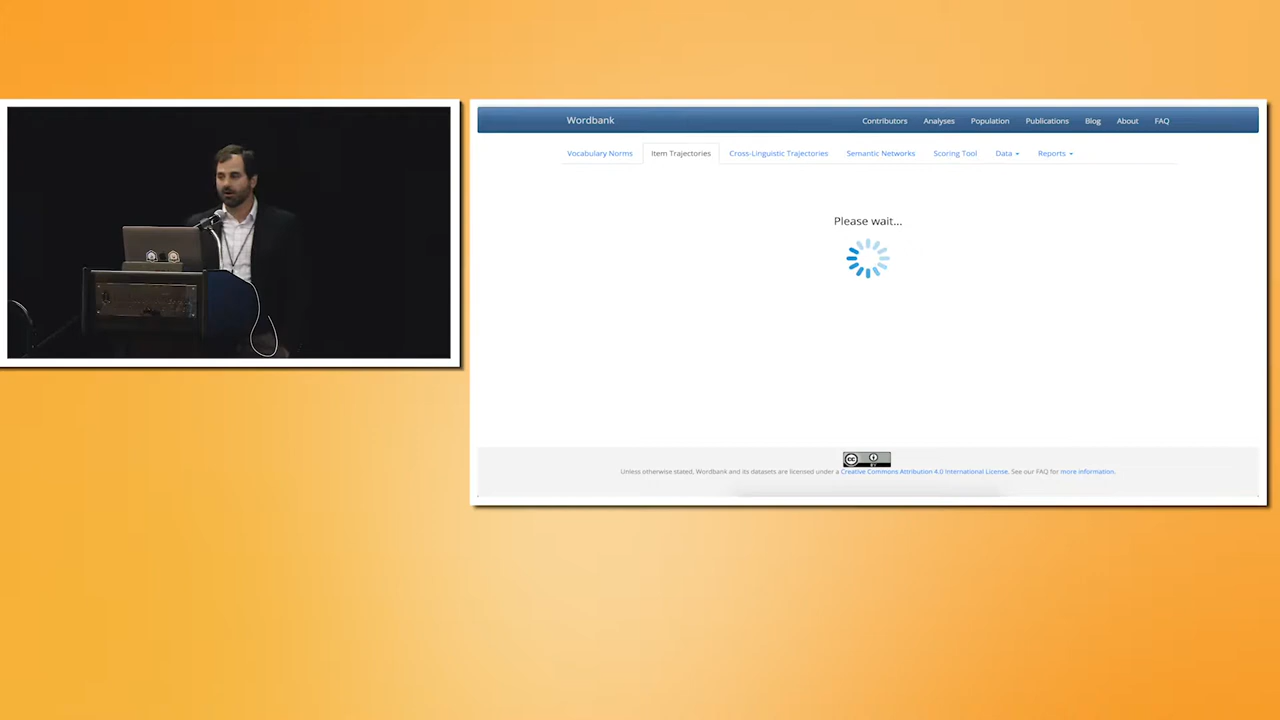 Wordbank
Contributors Analyses Population Publications Blog About FAQ
Vocabulary Norms Item Trajectories Cross-Linguistic Trajectories Semantic Networks Scoring Tool Data Reports
Please wait...
CC BY
Unless otherwise stated, Wordbank and its datasets are licensed under a Creative Commons Attribution 4.0 International License. See our FAQ for more information.